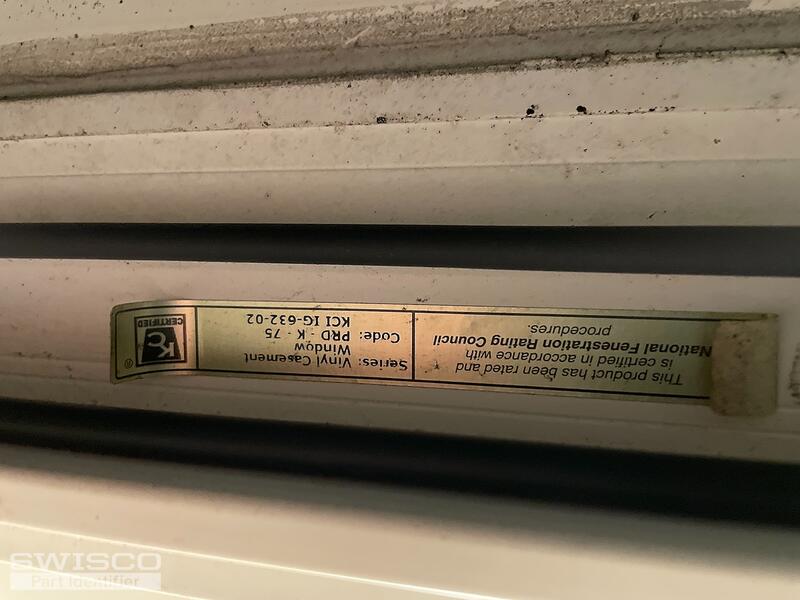 This product has been rated and
is certified in accordance with
National Fenestration Rating Council
procedures.
Series: Vinyl Casement
Window
Code: PRD - K - 75
KCI IG-632-02
KC
CERTIFIED
®
SWISCO
Part Identifier